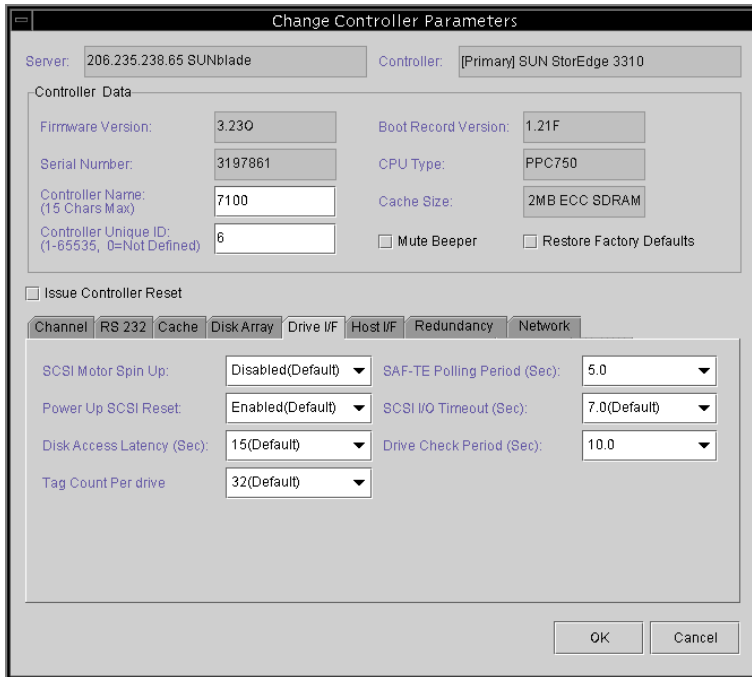 Change Controller Parameters
Server: 206.235.238.65 SUNblade Controller: [Primary] SUN StorEdge 3310
Controller Data
Firmware Version: 3.23Q Boot Record Version: 1.21F
Serial Number: 3197861 CPU Type: PPC750
Controller Name:
(15 Chars Max) 7100 Cache Size: 2MB ECC SDRAM
Controller Unique ID:
(1-65535, 0=Not Defined) 6 Mute Beeper Restore Factory Defaults
Issue Controller Reset
Channel RS 232 Cache Disk Array Drive I/F Host I/F Redundancy Network
SCSI Motor Spin Up: Disabled(Default) SAF-TE Polling Period (Sec): 5.0
Power Up SCSI Reset: Enabled(Default) SCSI I/O Timeout (Sec): 7.0(Default)
Disk Access Latency (Sec): 15(Default) Drive Check Period (Sec): 10.0
Tag Count Per drive 32(Default)
OK Cancel